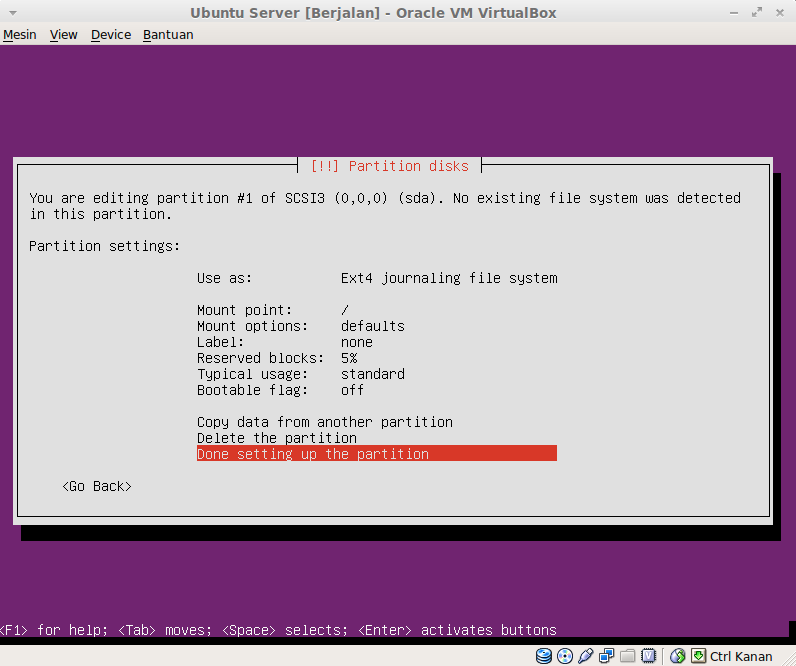 Ubuntu Server [Berjalan] - Oracle VM VirtualBox
Mesin View Device Bantuan
[!!] Partition disks
You are editing partition #1 of SCSI3 (0,0,0) (sda). No existing file system was detected
in this partition.
Partition settings:
Use as: Ext4 journaling file system
Mount point: /
Mount options: defaults
Label: none
Reserved blocks: 5%
Typical usage: standard
Bootable flag: off
Copy data from another partition
Delete the partition
Done setting up the partition
<Go Back>
<F1> for help; <Tab> moves; <Space> selects; <Enter> activates buttons
Ctrl Kanan